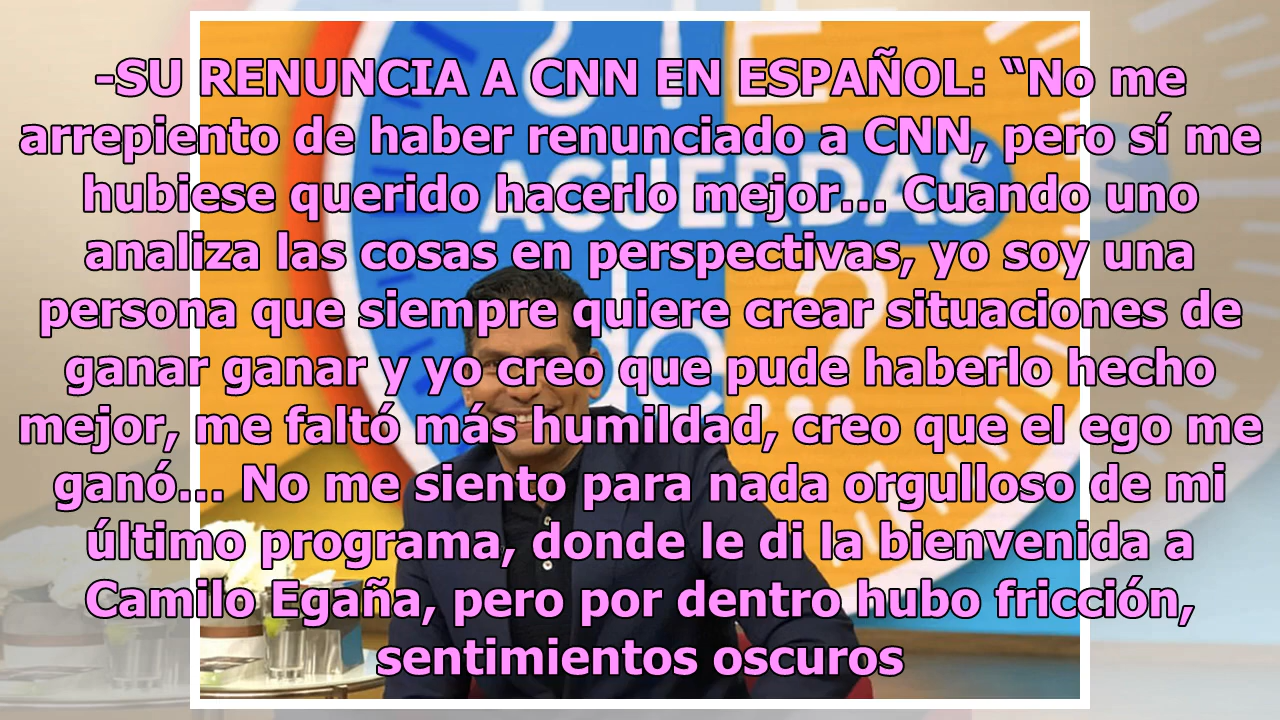 -SU RENUNCIA A CNN EN ESPAÑOL: “No me
arrepiento de haber renunciado a CNN, pero sí me
hubiese querido hacerlo mejor... Cuando uno
analiza las cosas en perspectivas, yo soy una
persona que siempre quiere crear situaciones de
ganar ganar y yo creo que pude haberlo hecho
mejor, me faltó más humildad, creo que el ego me
ganó... No me siento para nada orgulloso de mi
último programa, donde le di la bienvenida a
Camilo Egaña, pero por dentro hubo fricción,
sentimientos oscuros
¿TE
ACUERDAS
de?